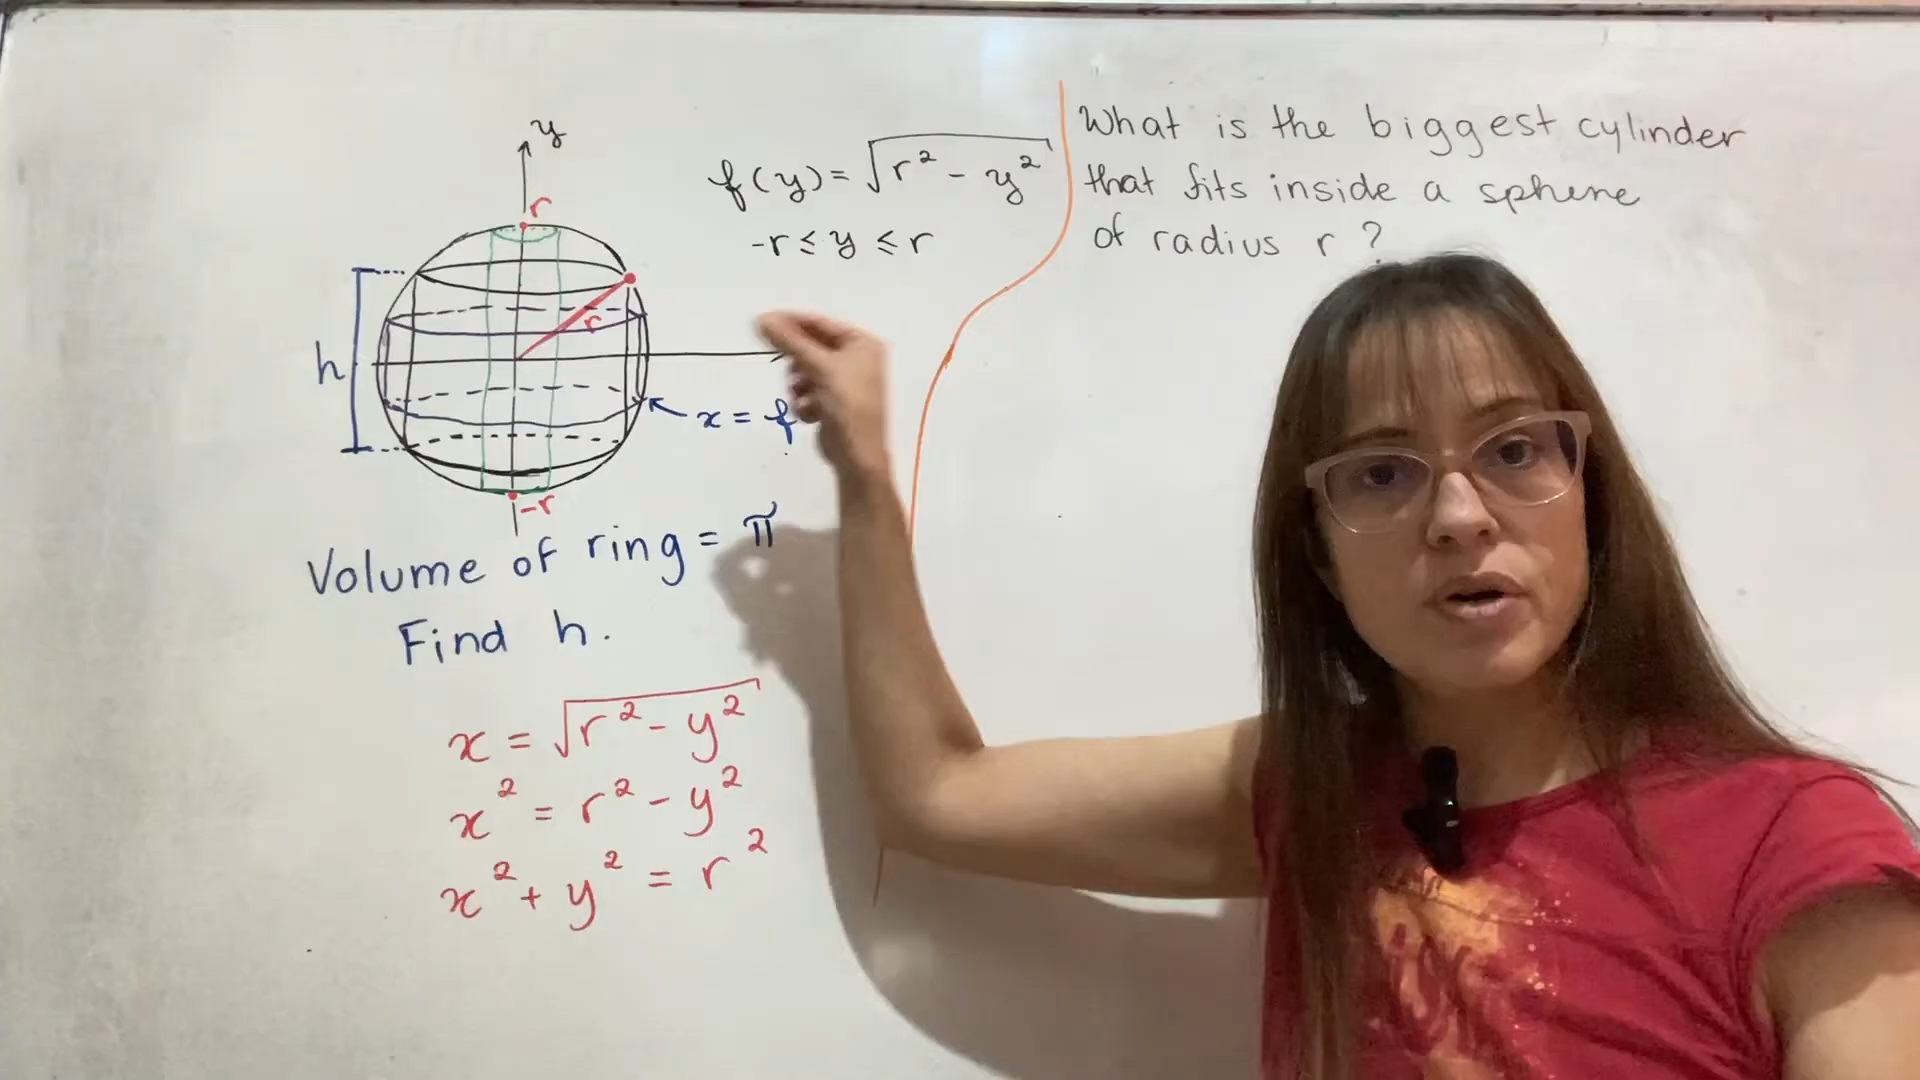 y
r
r
h
x = f
-r
f(y) = √(r² - y²)
-r ≤ y ≤ r
Volume of ring = π
Find h.
x = √(r² - y²)
x² = r² - y²
x² + y² = r²
What is the biggest cylinder
that fits inside a sphere
of radius r ?